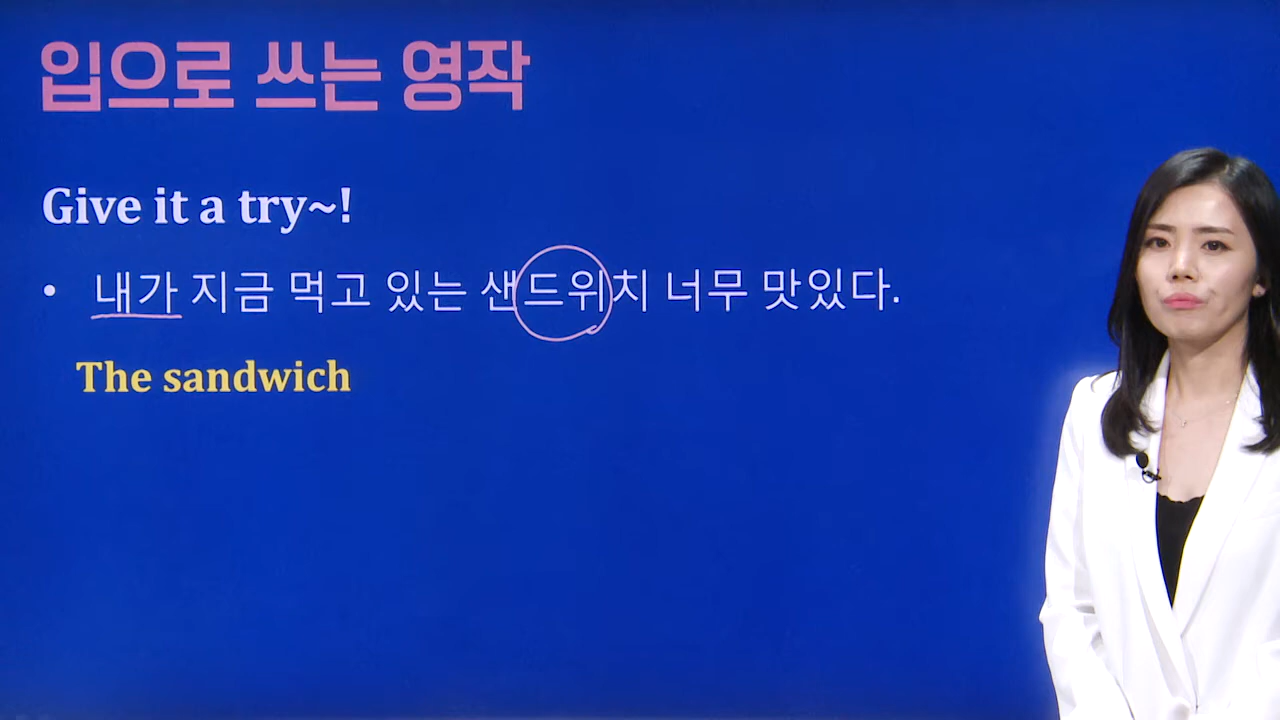 입으로 쓰는 영작
Give it a try~!
• 내가 지금 먹고 있는 샌드위치 너무 맛있다.
The sandwich